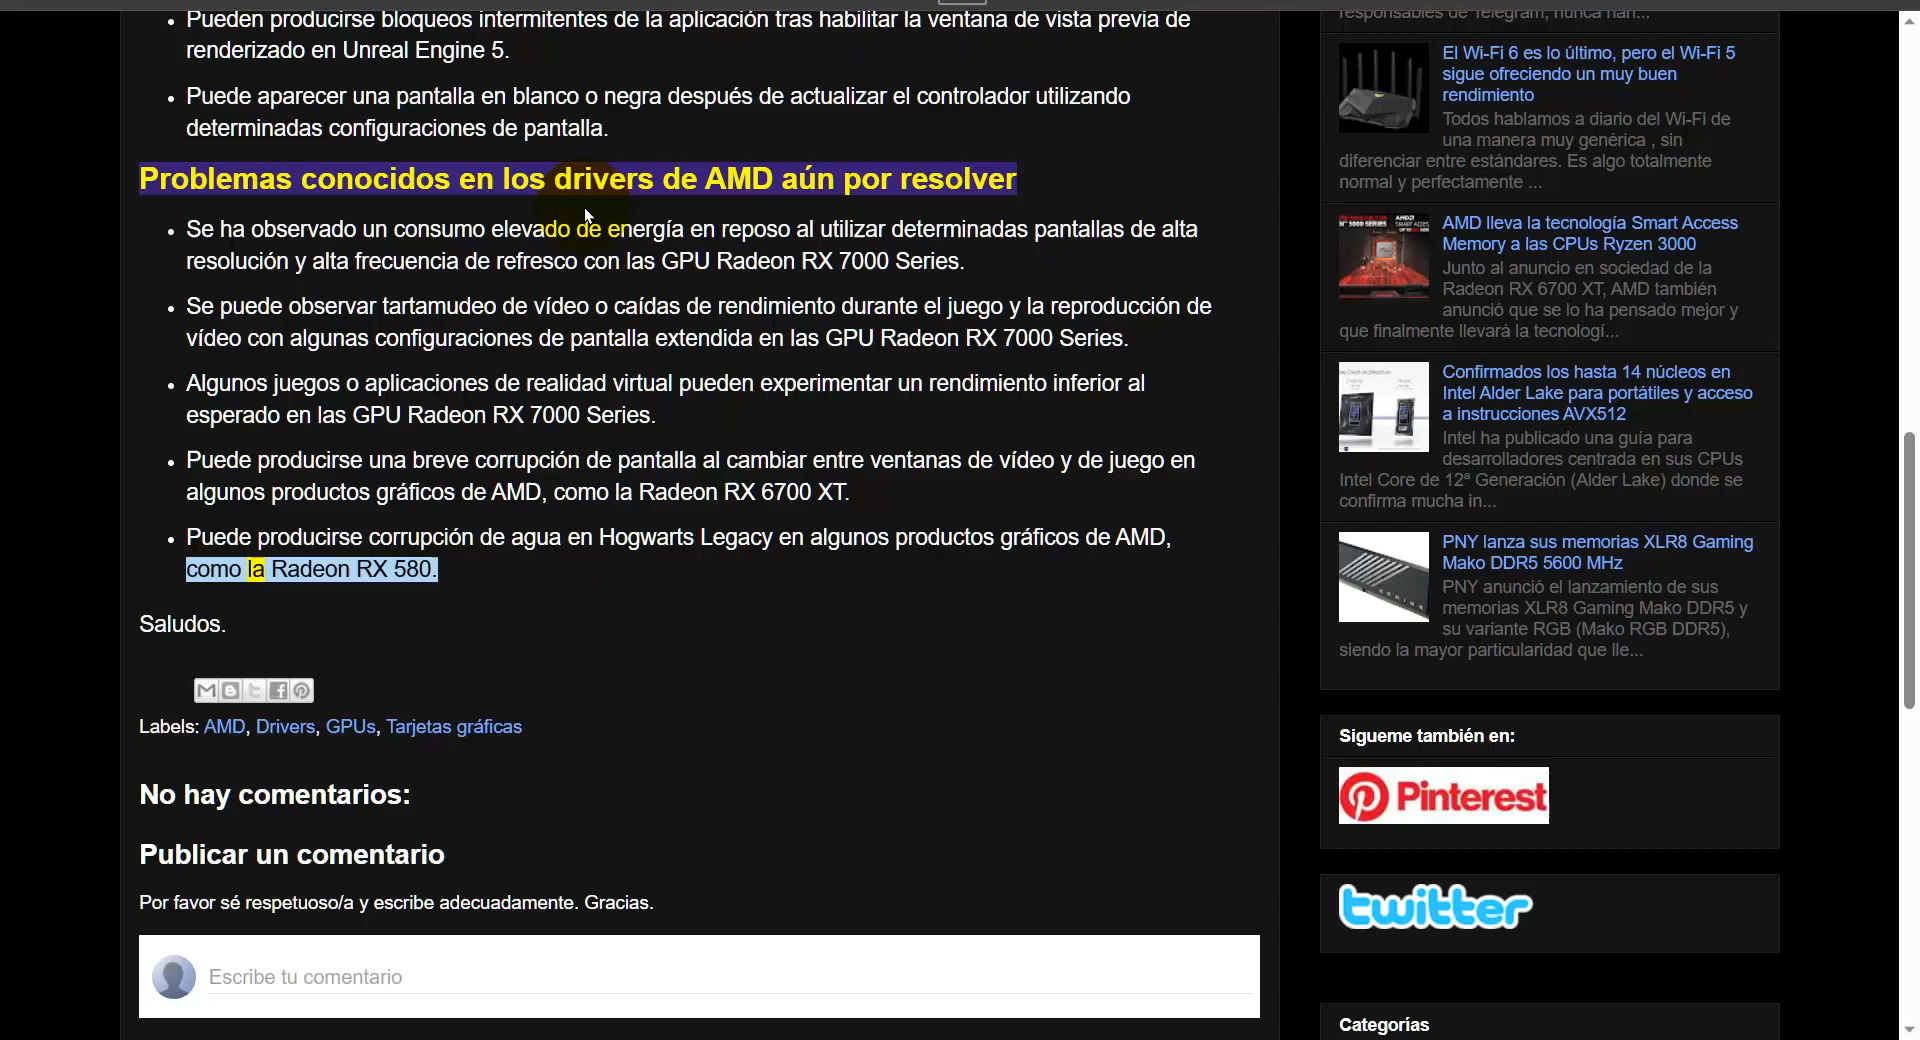 Pueden producirse bloqueos intermitentes de la aplicación tras habilitar la ventana de vista previa de
renderizado en Unreal Engine 5.
Puede aparecer una pantalla en blanco o negra después de actualizar el controlador utilizando
determinadas configuraciones de pantalla.
Problemas conocidos en los drivers de AMD aún por resolver
Se ha observado un consumo elevado de energía en reposo al utilizar determinadas pantallas de alta
resolución y alta frecuencia de refresco con las GPU Radeon RX 7000 Series.
Se puede observar tartamudeo de vídeo o caídas de rendimiento durante el juego y la reproducción de
vídeo con algunas configuraciones de pantalla extendida en las GPU Radeon RX 7000 Series.
Algunos juegos o aplicaciones de realidad virtual pueden experimentar un rendimiento inferior al
esperado en las GPU Radeon RX 7000 Series.
Puede producirse una breve corrupción de pantalla al cambiar entre ventanas de vídeo y de juego en
algunos productos gráficos de AMD, como la Radeon RX 6700 XT.
Puede producirse corrupción de agua en Hogwarts Legacy en algunos productos gráficos de AMD,
como la Radeon RX 580.
Saludos.
Labels: AMD, Drivers, GPUs, Tarjetas gráficas
No hay comentarios:
Publicar un comentario
Por favor sé respetuoso/a y escribe adecuadamente. Gracias.
Escribe tu comentario
responsables de Telegram, nunca han...
El Wi-Fi 6 es lo último, pero el Wi-Fi 5
sigue ofreciendo un muy buen
rendimiento
Todos hablamos a diario del Wi-Fi de
una manera muy genérica , sin
diferenciar entre estándares. Es algo totalmente
normal y perfectamente ...
AMD lleva la tecnología Smart Access
Memory a las CPUs Ryzen 3000
Junto al anuncio en sociedad de la
Radeon RX 6700 XT, AMD también
anunció que se lo ha pensado mejor y
que finalmente llevará la tecnologí...
Confirmados los hasta 14 núcleos en
Intel Alder Lake para portátiles y acceso
a instrucciones AVX512
Intel ha publicado una guía para
desarrolladores centrada en sus CPUs
Intel Core de 12ª Generación (Alder Lake) donde se
confirma mucha in...
PNY lanza sus memorias XLR8 Gaming
Mako DDR5 5600 MHz
PNY anunció el lanzamiento de sus
memorias XLR8 Gaming Mako DDR5 y
su variante RGB (Mako RGB DDR5),
siendo la mayor particularidad que lle...
Sigueme también en:
Pinterest
twitter
Categorías